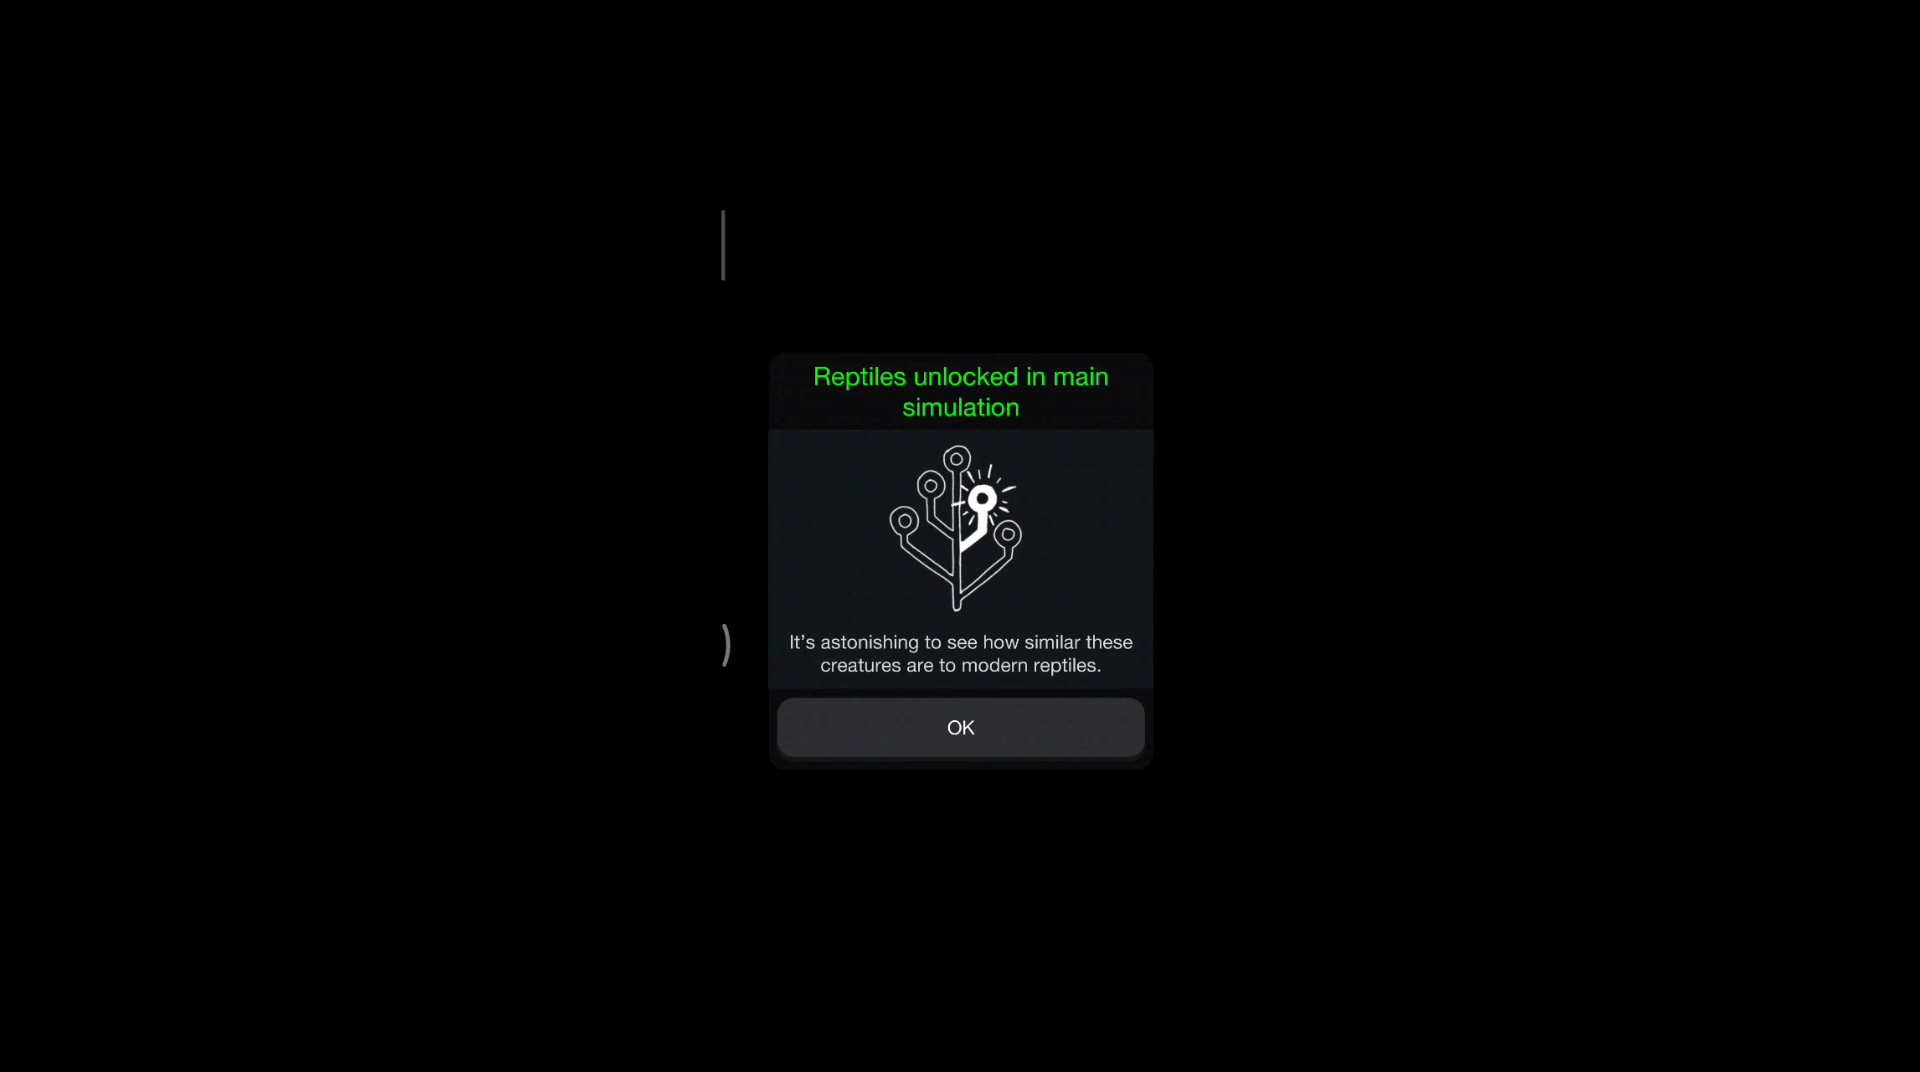 Reptiles unlocked in main
simulation
It’s astonishing to see how similar these
creatures are to modern reptiles.
OK